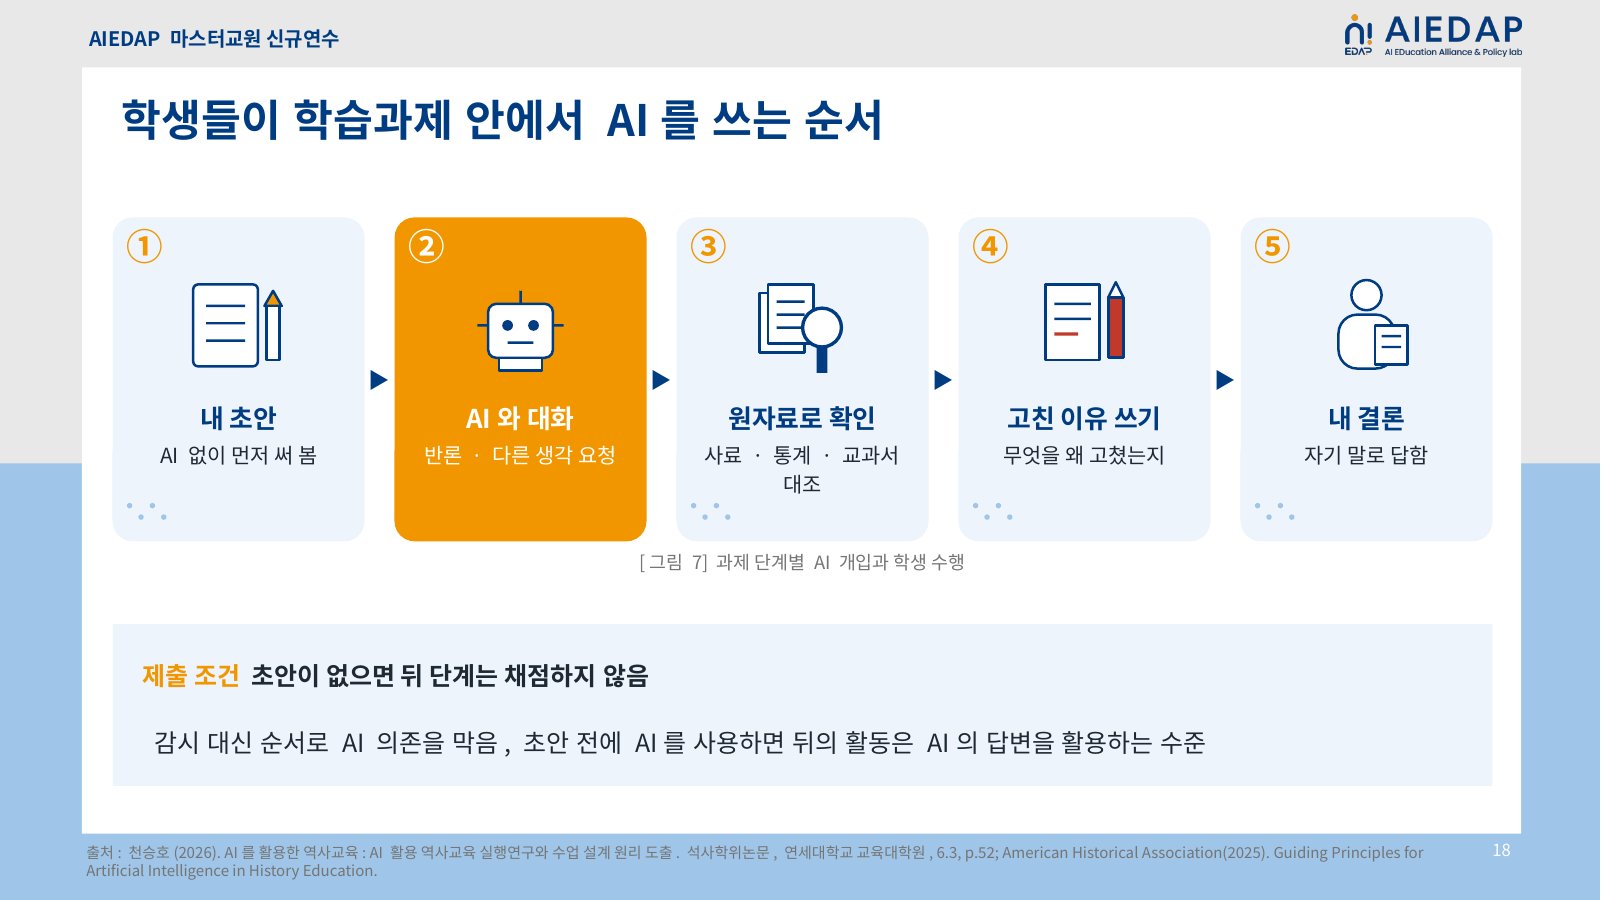 AIEDAP 마스터교원 신규연수
AIEDAP
EDAP
AI EDucation Alliance & Policy lab
학생들이 학습과제 안에서 AI 를 쓰는 순서
①
②
③
④
⑤
내 초안
AI 와 대화
원자료로 확인
고친 이유 쓰기
내 결론
AI 없이 먼저 써 봄
반론 · 다른 생각 요청
사료 · 통계 · 교과서
대조
무엇을 왜 고쳤는지
자기 말로 답함
[ 그림 7] 과제 단계별 AI 개입과 학생 수행
제출 조건 초안이 없으면 뒤 단계는 채점하지 않음
감시 대신 순서로 AI 의존을 막음 , 초안 전에 AI 를 사용하면 뒤의 활동은 AI 의 답변을 활용하는 수준
출처 : 천승호 (2026). AI 를 활용한 역사교육 : AI 활용 역사교육 실행연구와 수업 설계 원리 도출 . 석사학위논문 , 연세대학교 교육대학원 , 6.3, p.52; American Historical Association(2025). Guiding Principles for
Artificial Intelligence in History Education.
18